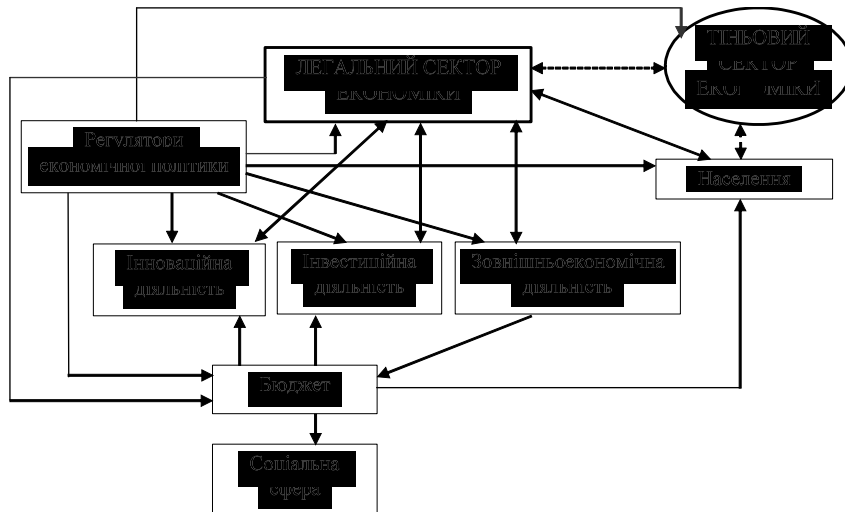 ТІНЬОВИЙ
СЕКТОР
ЕКОНОМІКИ
ЛЕГАЛЬНИЙ СЕКТОР
ЕКОНОМІКИ
Регулятори
економічної політики
Населення
Інноваційна
діяльність
Інвестиційна
діяльність
Зовнішньоекономічна
діяльність
Бюджет
Соціальна
сфера